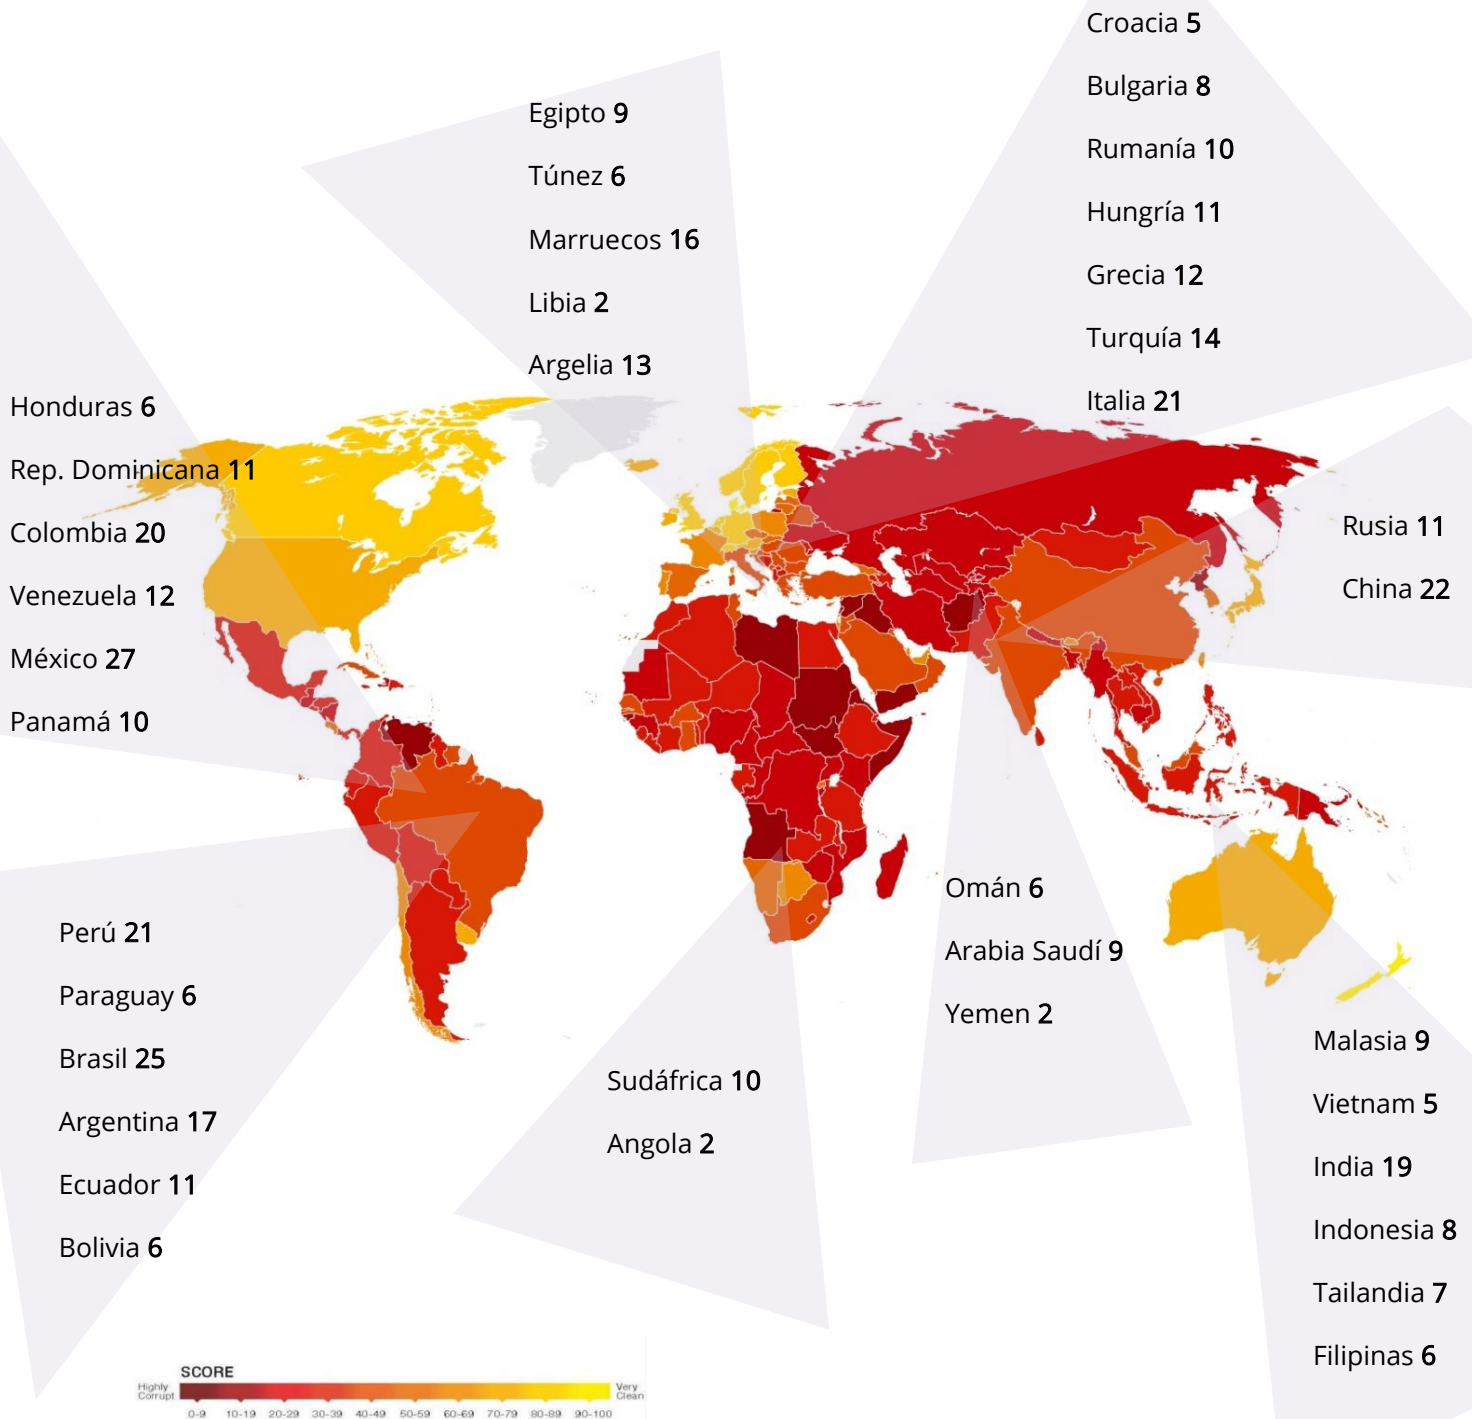 Croacia 5
Bulgaria 8
Rumanía 10
Hungría 11
Grecia 12
Turquía 14
Italia 21
Egipto 9
Túnez 6
Marruecos 16
Libia 2
Argelia 13
Honduras 6
Rep. Dominicana 11
Colombia 20
Venezuela 12
México 27
Panamá 10
Rusia 11
China 22
Perú 21
Paraguay 6
Brasil 25
Argentina 17
Ecuador 11
Bolivia 6
Sudáfrica 10
Angola 2
Omán 6
Arabia Saudí 9
Yemen 2
Malasia 9
Vietnam 5
India 19
Indonesia 8
Tailandia 7
Filipinas 6
SCORE
Highly Corrupt
Very Clean
0-9 10-19 20-29 30-39 40-49 50-59 60-69 70-79 80-89 90-100